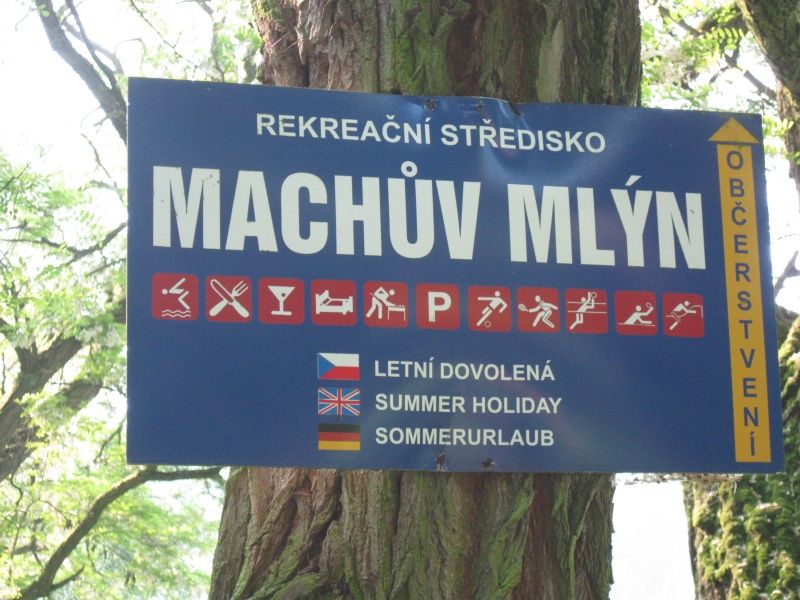 REKREAČNÍ STŘEDISKO
MACHŮV MLÝN
P
LETNÍ DOVOLENÁ
SUMMER HOLIDAY
SOMMERURLAUB
OBČERSTVENÍ